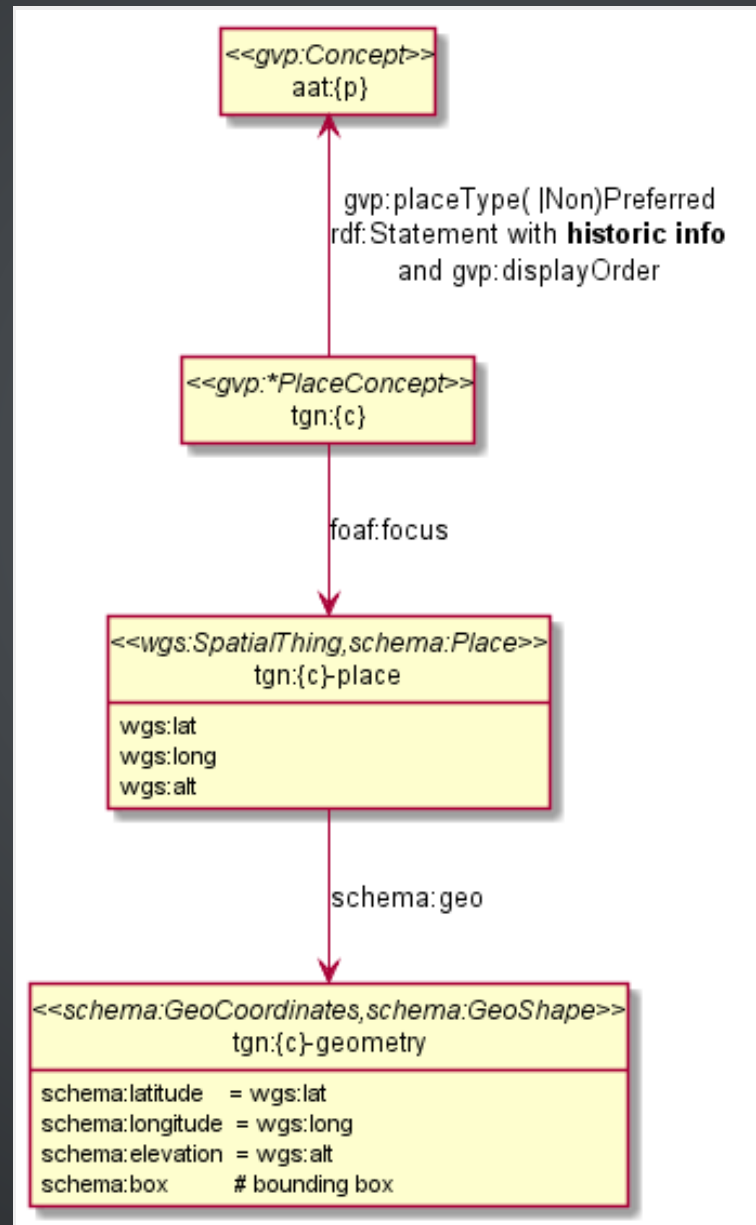 <<gvp:Concept>>
aat:{p}
gvp:placeType( |Non)Preferred
rdf:Statement with historic info
and gvp:displayOrder
<<gvp:*PlaceConcept>>
tgn:{c}
foaf:focus
<<wgs:SpatialThing,schema:Place>>
tgn:{c}-place
wgs:lat
wgs:long
wgs:alt
schema:geo
<<schema:GeoCoordinates,schema:GeoShape>>
tgn:{c}-geometry
schema:latitude = wgs:lat
schema:longitude = wgs:long
schema:elevation = wgs:alt
schema:box # bounding box